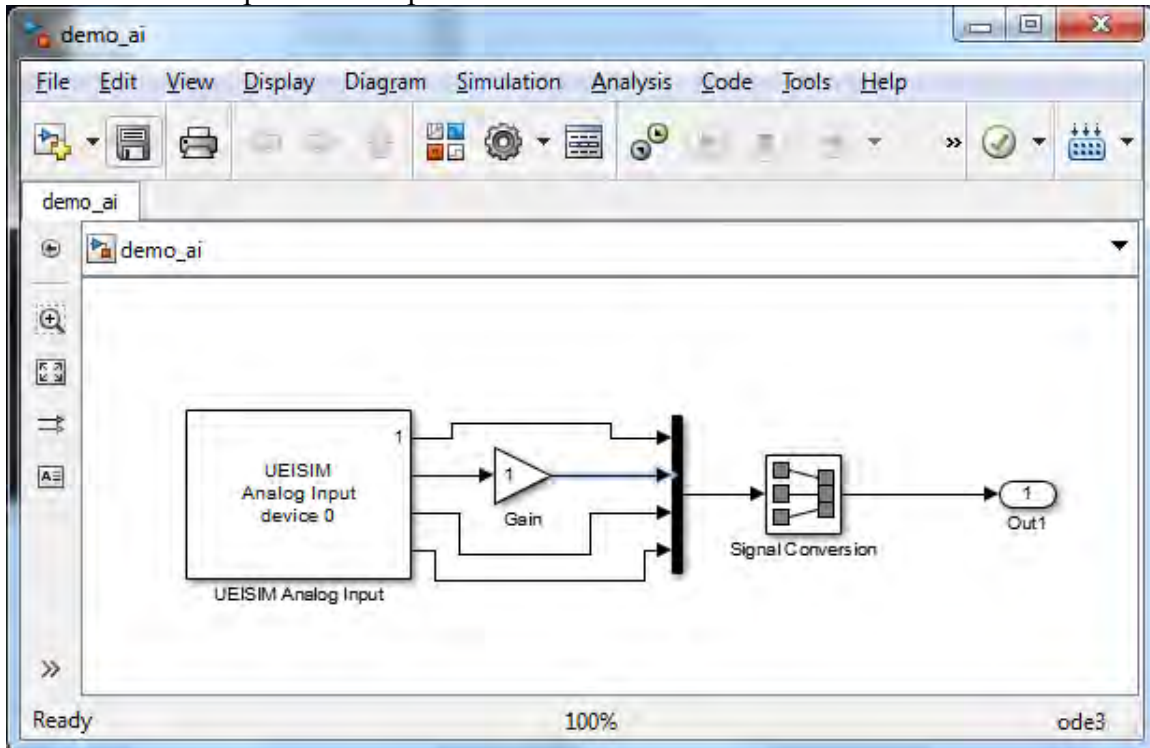 demo_ai
File Edit View Display Diagram Simulation Analysis Code Tools Help
»
demo_ai
demo_ai
1
UEISIM
Analog Input
device 0
UEISIM Analog Input
1
Gain
Signal Conversion
1
Out1
»
Ready 100% ode3